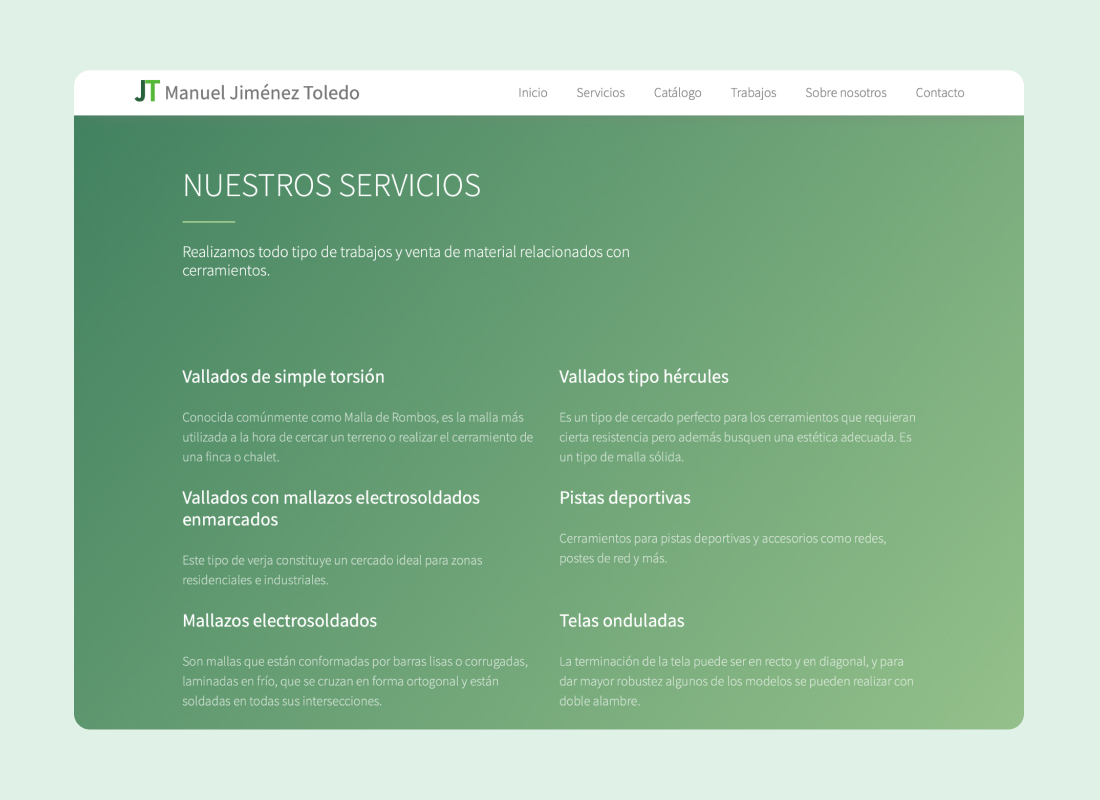 JT Manuel Jiménez Toledo
Inicio Servicios Catálogo Trabajos Sobre nosotros Contacto
NUESTROS SERVICIOS
Realizamos todo tipo de trabajos y venta de material relacionados con
cerramientos.
Vallados de simple torsión
Conocida comúnmente como Malla de Rombos, es la malla más
utilizada a la hora de cercar un terreno o realizar el cerramiento de
una finca o chalet.
Vallados tipo hércules
Es un tipo de cercado perfecto para los cerramientos que requieran
cierta resistencia pero además busquen una estética adecuada. Es
un tipo de malla sólida.
Vallados con mallazos electrosoldados
enmarcados
Este tipo de verja constituye un cercado ideal para zonas
residenciales e industriales.
Pistas deportivas
Cerramientos para pistas deportivas y accesorios como redes,
postes de red y más.
Mallazos electrosoldados
Son mallas que están conformadas por barras lisas o corrugadas,
laminadas en frío, que se cruzan en forma ortogonal y están
soldadas en todas sus intersecciones.
Telas onduladas
La terminación de la tela puede ser en recto y en diagonal, y para
dar mayor robustez algunos de los modelos se pueden realizar con
doble alambre.